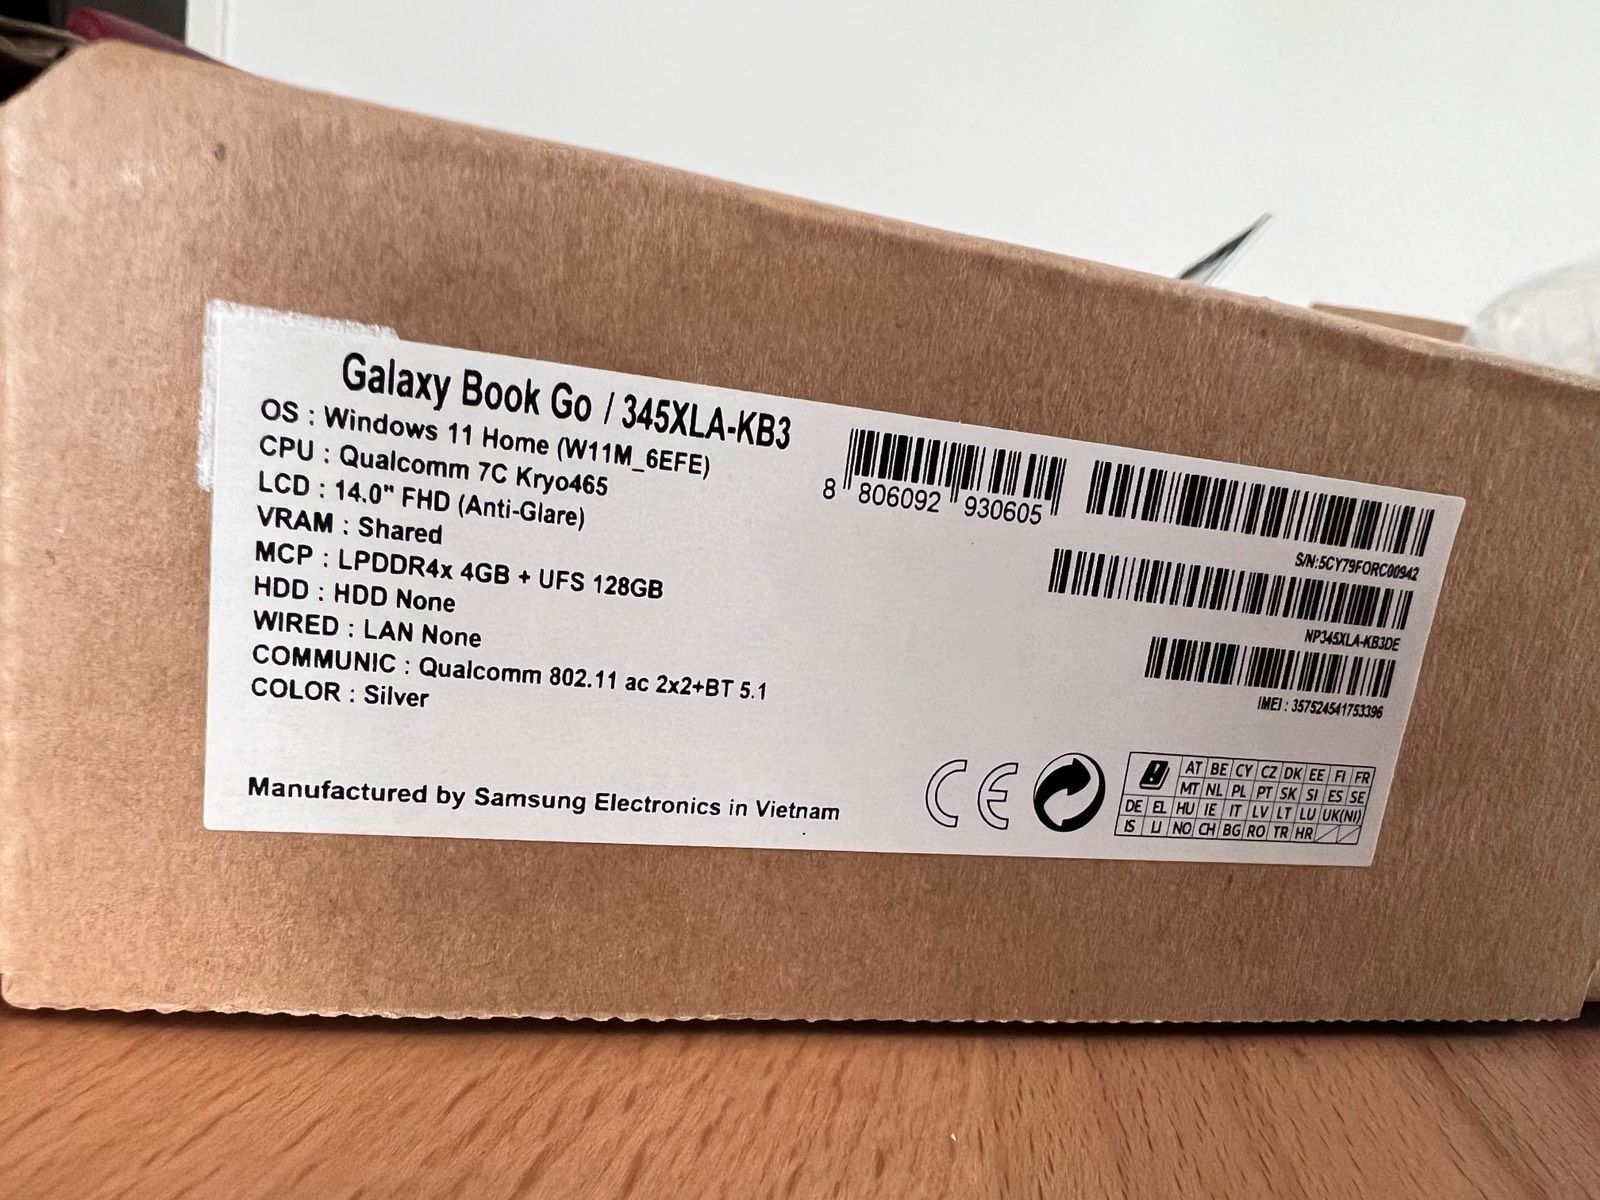 Galaxy Book Go / 345XLA-KB3
OS : Windows 11 Home (W11M_6EFE)
CPU : Qualcomm 7C Kryo465
LCD : 14.0" FHD (Anti-Glare)
VRAM : Shared
MCP : LPDDR4x 4GB + UFS 128GB
HDD : HDD None
WIRED : LAN None
COMMUNIC : Qualcomm 802.11 ac 2x2+BT 5.1
COLOR : Silver
Manufactured by Samsung Electronics in Vietnam
8 806092 930605
S/N:5CY79FORC00942
NP345XLA-KB3DE
IMEI : 357524541753396
CE
AT BE CY CZ DK EE FI FR
MT NL PL PT SK SI ES SE
DE EL HU IE IT LV LT LU UK(NI)
IS LI NO CH BG RO TR HR